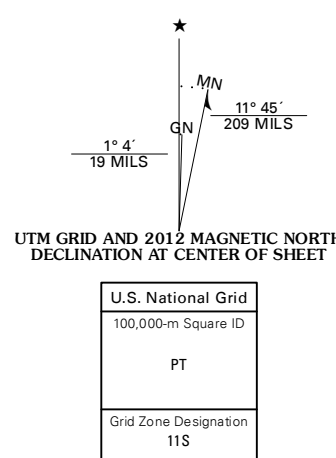 ★
MN
GN
11° 45´
209 MILS
1° 4´
19 MILS
UTM GRID AND 2012 MAGNETIC NORTH
DECLINATION AT CENTER OF SHEET
U.S. National Grid
100,000-m Square ID
PT
Grid Zone Designation
11S